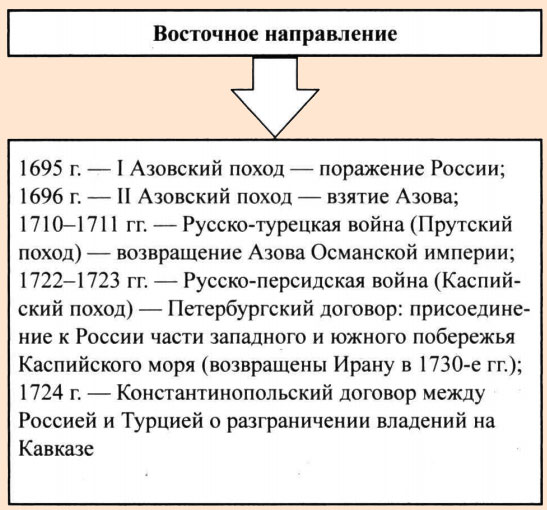 Восточное направление
1695 г. — I Азовский поход — поражение России;
1696 г. — II Азовский поход — взятие Азова;
1710–1711 гг. — Русско-турецкая война (Прутский
поход) — возвращение Азова Османской империи;
1722–1723 гг. — Русско-персидская война (Каспий-
ский поход) — Петербургский договор: присоедине-
ние к России части западного и южного побережья
Каспийского моря (возвращены Ирану в 1730-е гг.);
1724 г. — Константинопольский договор между
Россией и Турцией о разграничении владений на
Кавказе